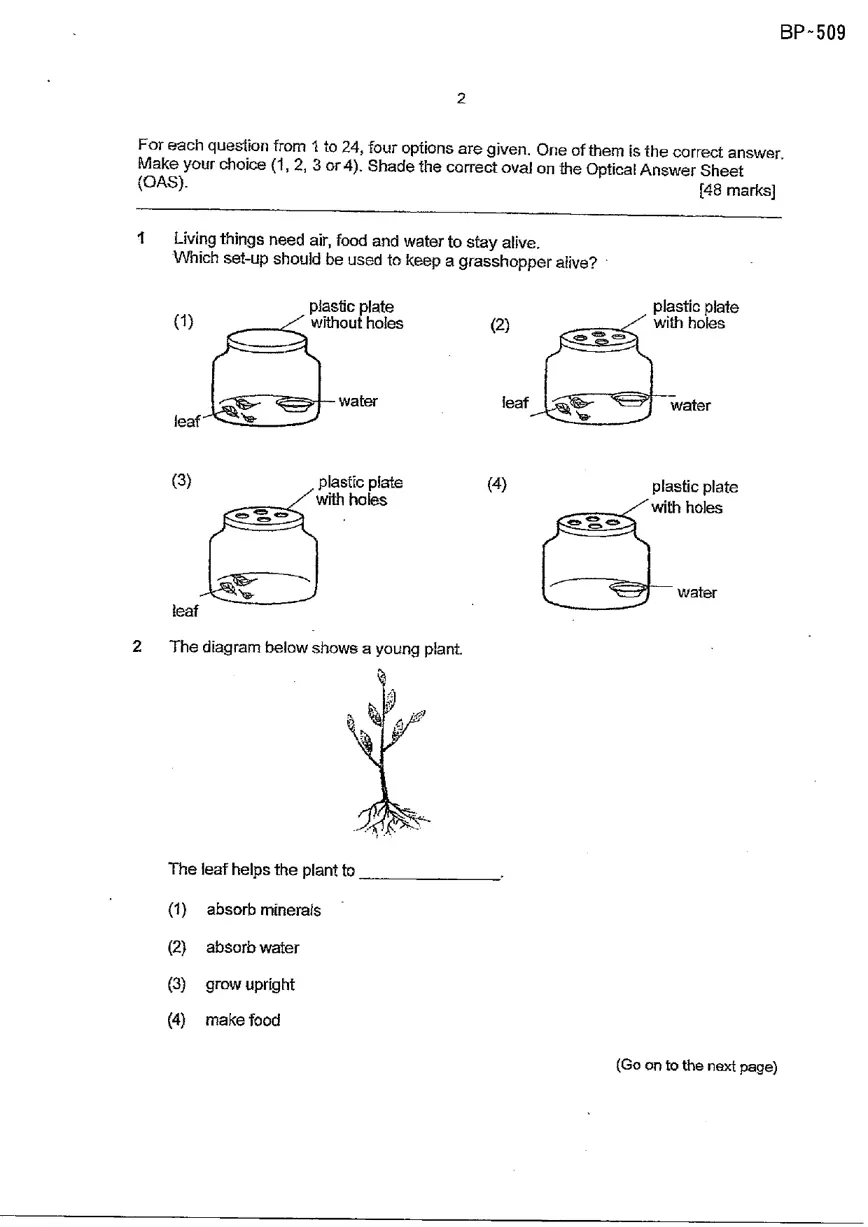 BP~509
2
For each question from 1 to 24, four options are given. One of them is the correct answer.
Make your choice (1, 2, 3 or 4). Shade the correct oval on the Optical Answer Sheet
(OAS).
[48 marks]
1 Living things need air, food and water to stay alive.
Which set-up should be used to keep a grasshopper alive?
(1) plastic plate
without holes
water
leaf
(2) plastic plate
with holes
leaf
water
(3) plastic plate
with holes
leaf
(4) plastic plate
with holes
water
2 The diagram below shows a young plant.
The leaf helps the plant to ____________.
(1) absorb minerals
(2) absorb water
(3) grow upright
(4) make food
(Go on to the next page)